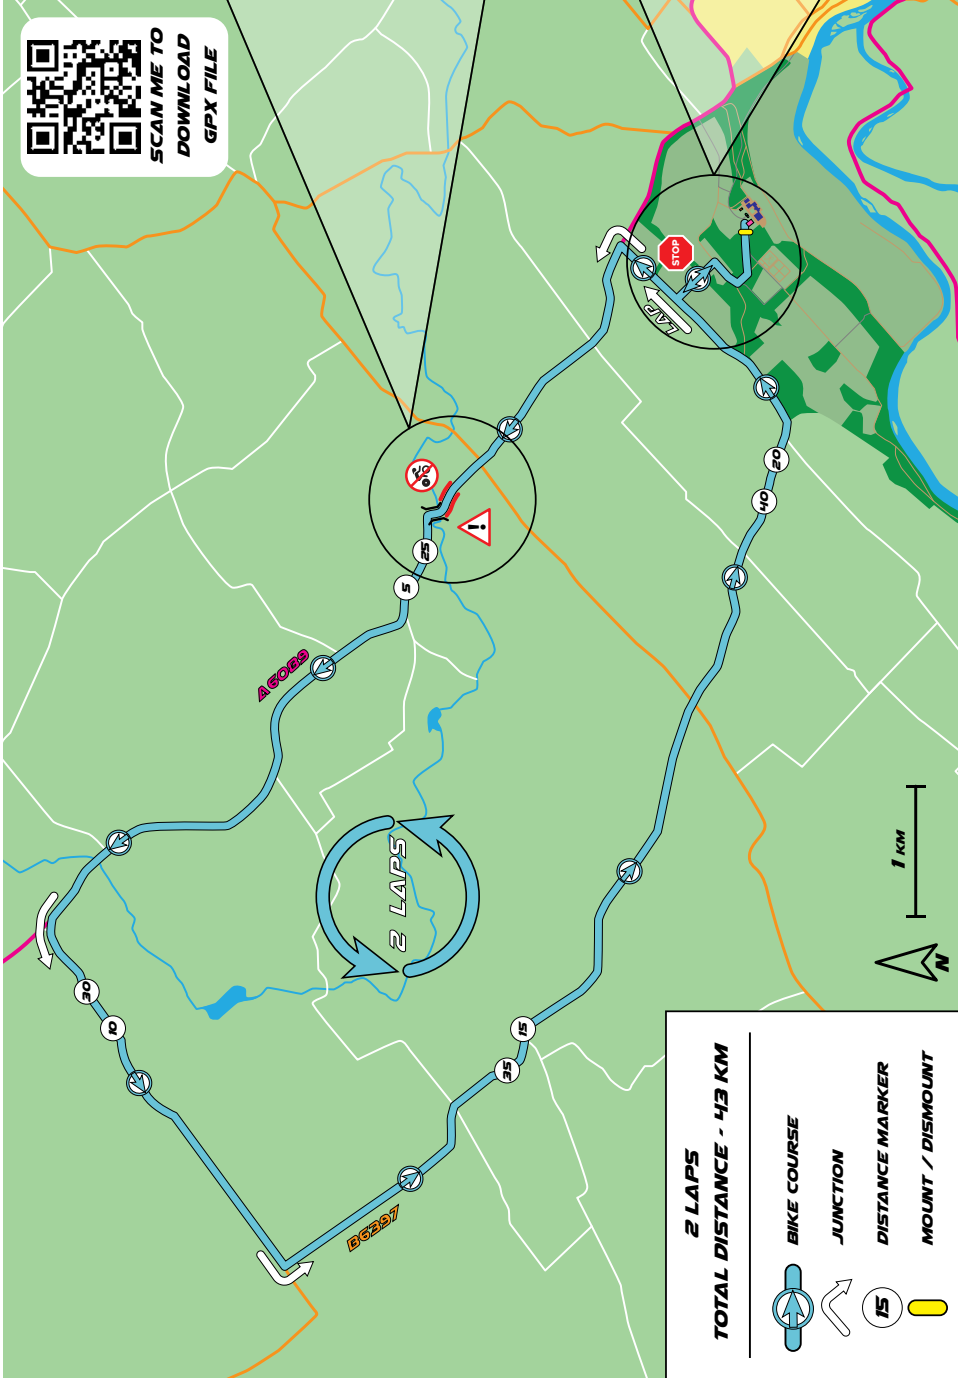 SCAN ME TO
DOWNLOAD
GPX FILE
STOP
LAP
25
5
A6089
20
40
2 LAPS
30
10
15
35
B6397
1 KM
N
2 LAPS
TOTAL DISTANCE - 43 KM
BIKE COURSE
JUNCTION
15
DISTANCE MARKER
MOUNT / DISMOUNT